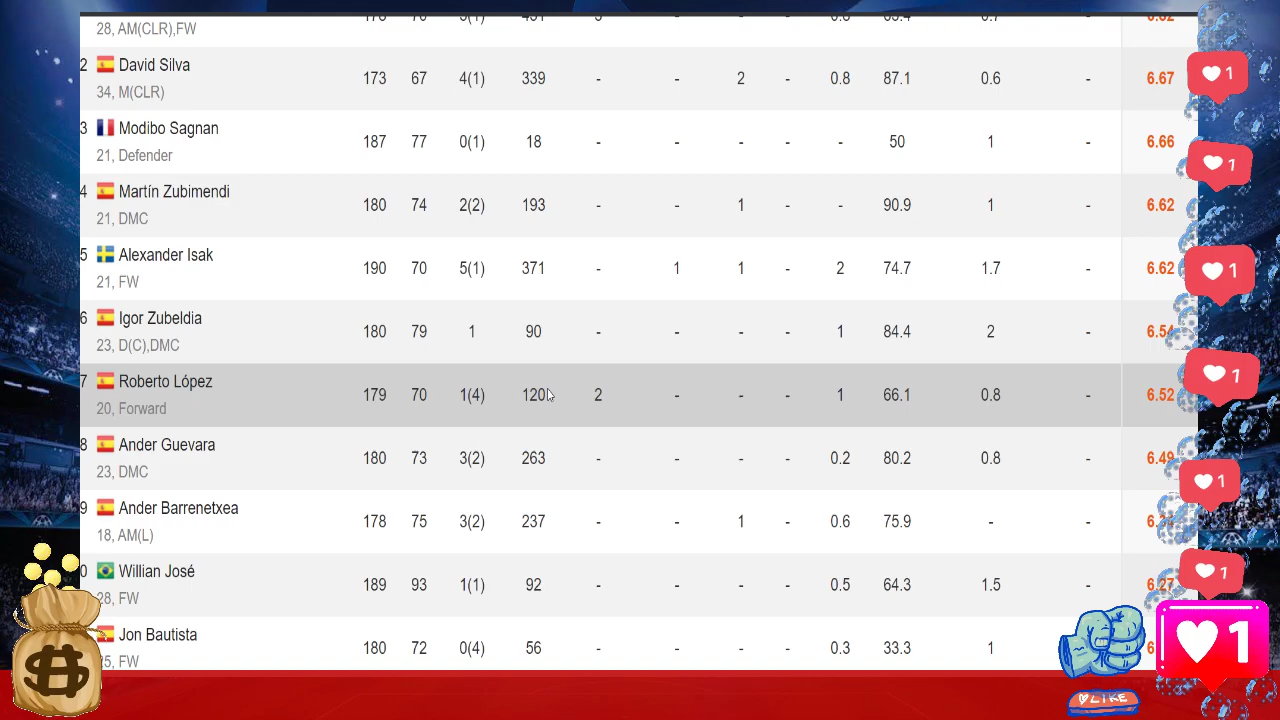 28, AM(CLR),FW
2 David Silva 173 67 4(1) 339 - - 2 - 0.8 87.1 0.6 - 6.67
34, M(CLR)
3 Modibo Sagnan 187 77 0(1) 18 - - - - - 50 1 - 6.66
21, Defender
4 Martín Zubimendi 180 74 2(2) 193 - - 1 - - 90.9 1 - 6.62
21, DMC
5 Alexander Isak 190 70 5(1) 371 - 1 1 - 2 74.7 1.7 - 6.62
21, FW
6 Igor Zubeldia 180 79 1 90 - - - - 1 84.4 2 - 6.54
23, D(C),DMC
7 Roberto López 179 70 1(4) 120 2 - - - 1 66.1 0.8 - 6.52
20, Forward
8 Ander Guevara 180 73 3(2) 263 - - - - 0.2 80.2 0.8 - 6.49
23, DMC
9 Ander Barrenetxea 178 75 3(2) 237 - - 1 - 0.6 75.9 - -
18, AM(L)
0 Willian José 189 93 1(1) 92 - - - - 0.5 64.3 1.5 - 6.27
28, FW
Jon Bautista 180 72 0(4) 56 - - - - 0.3 33.3 1 -
25, FW
1
1
1
1
1
1
1
LIKE